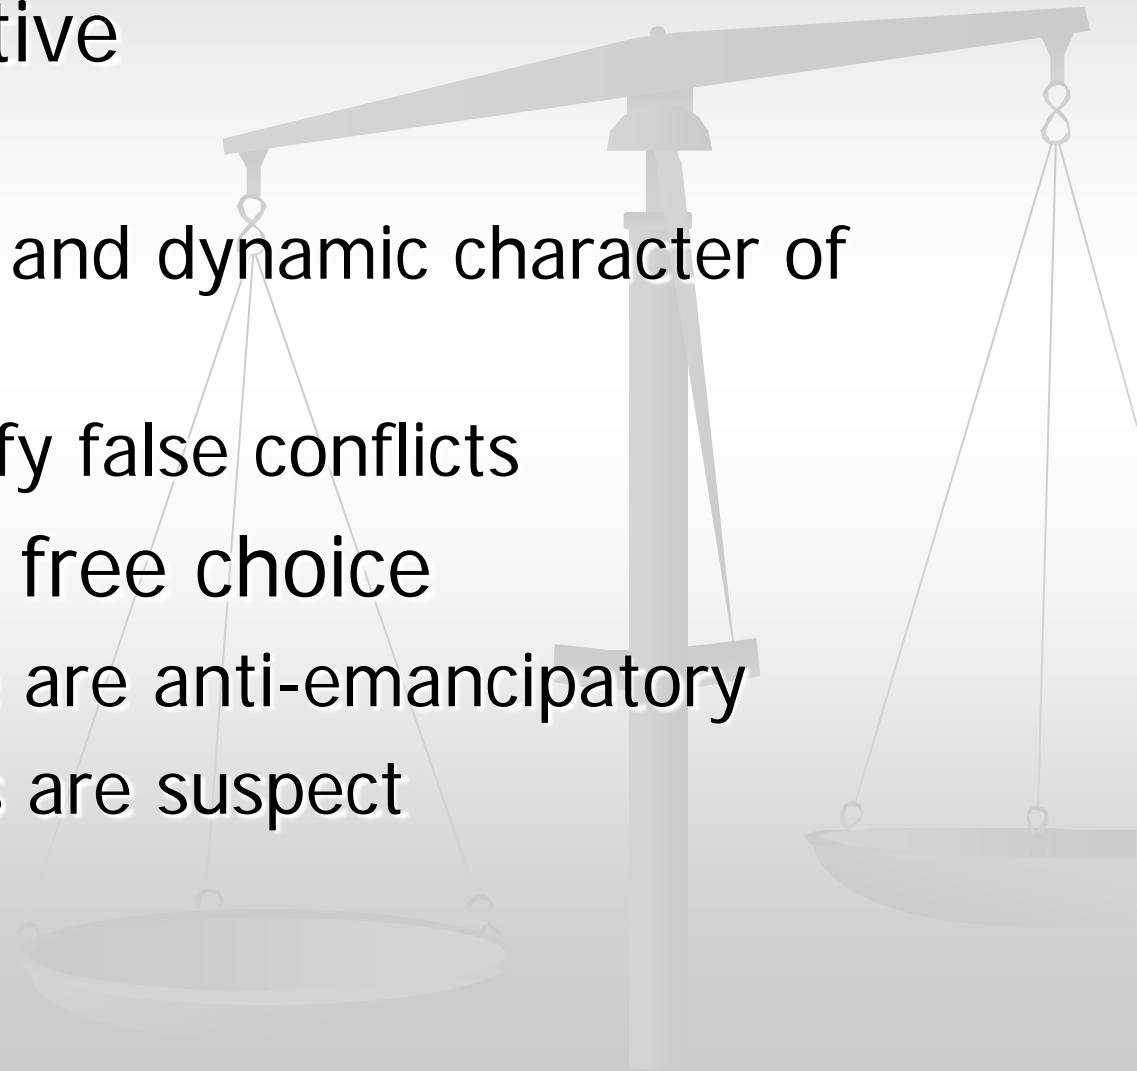 tive
and dynamic character of
fy false conflicts
free choice
are anti-emancipatory
s are suspect